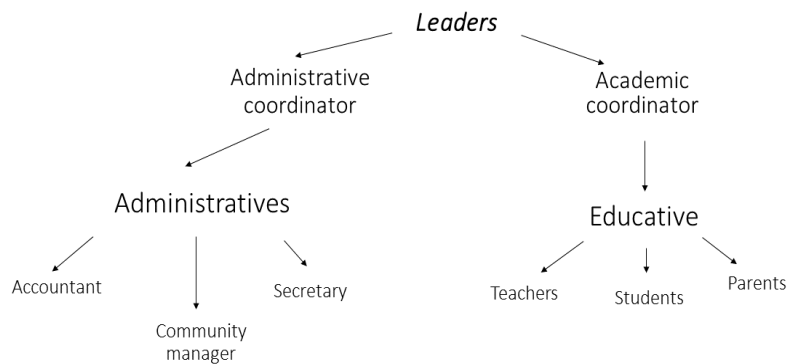 Leaders
Administrative
coordinator
Academic
coordinator
Administratives
Educative
Accountant
Community
manager
Secretary
Teachers
Students
Parents